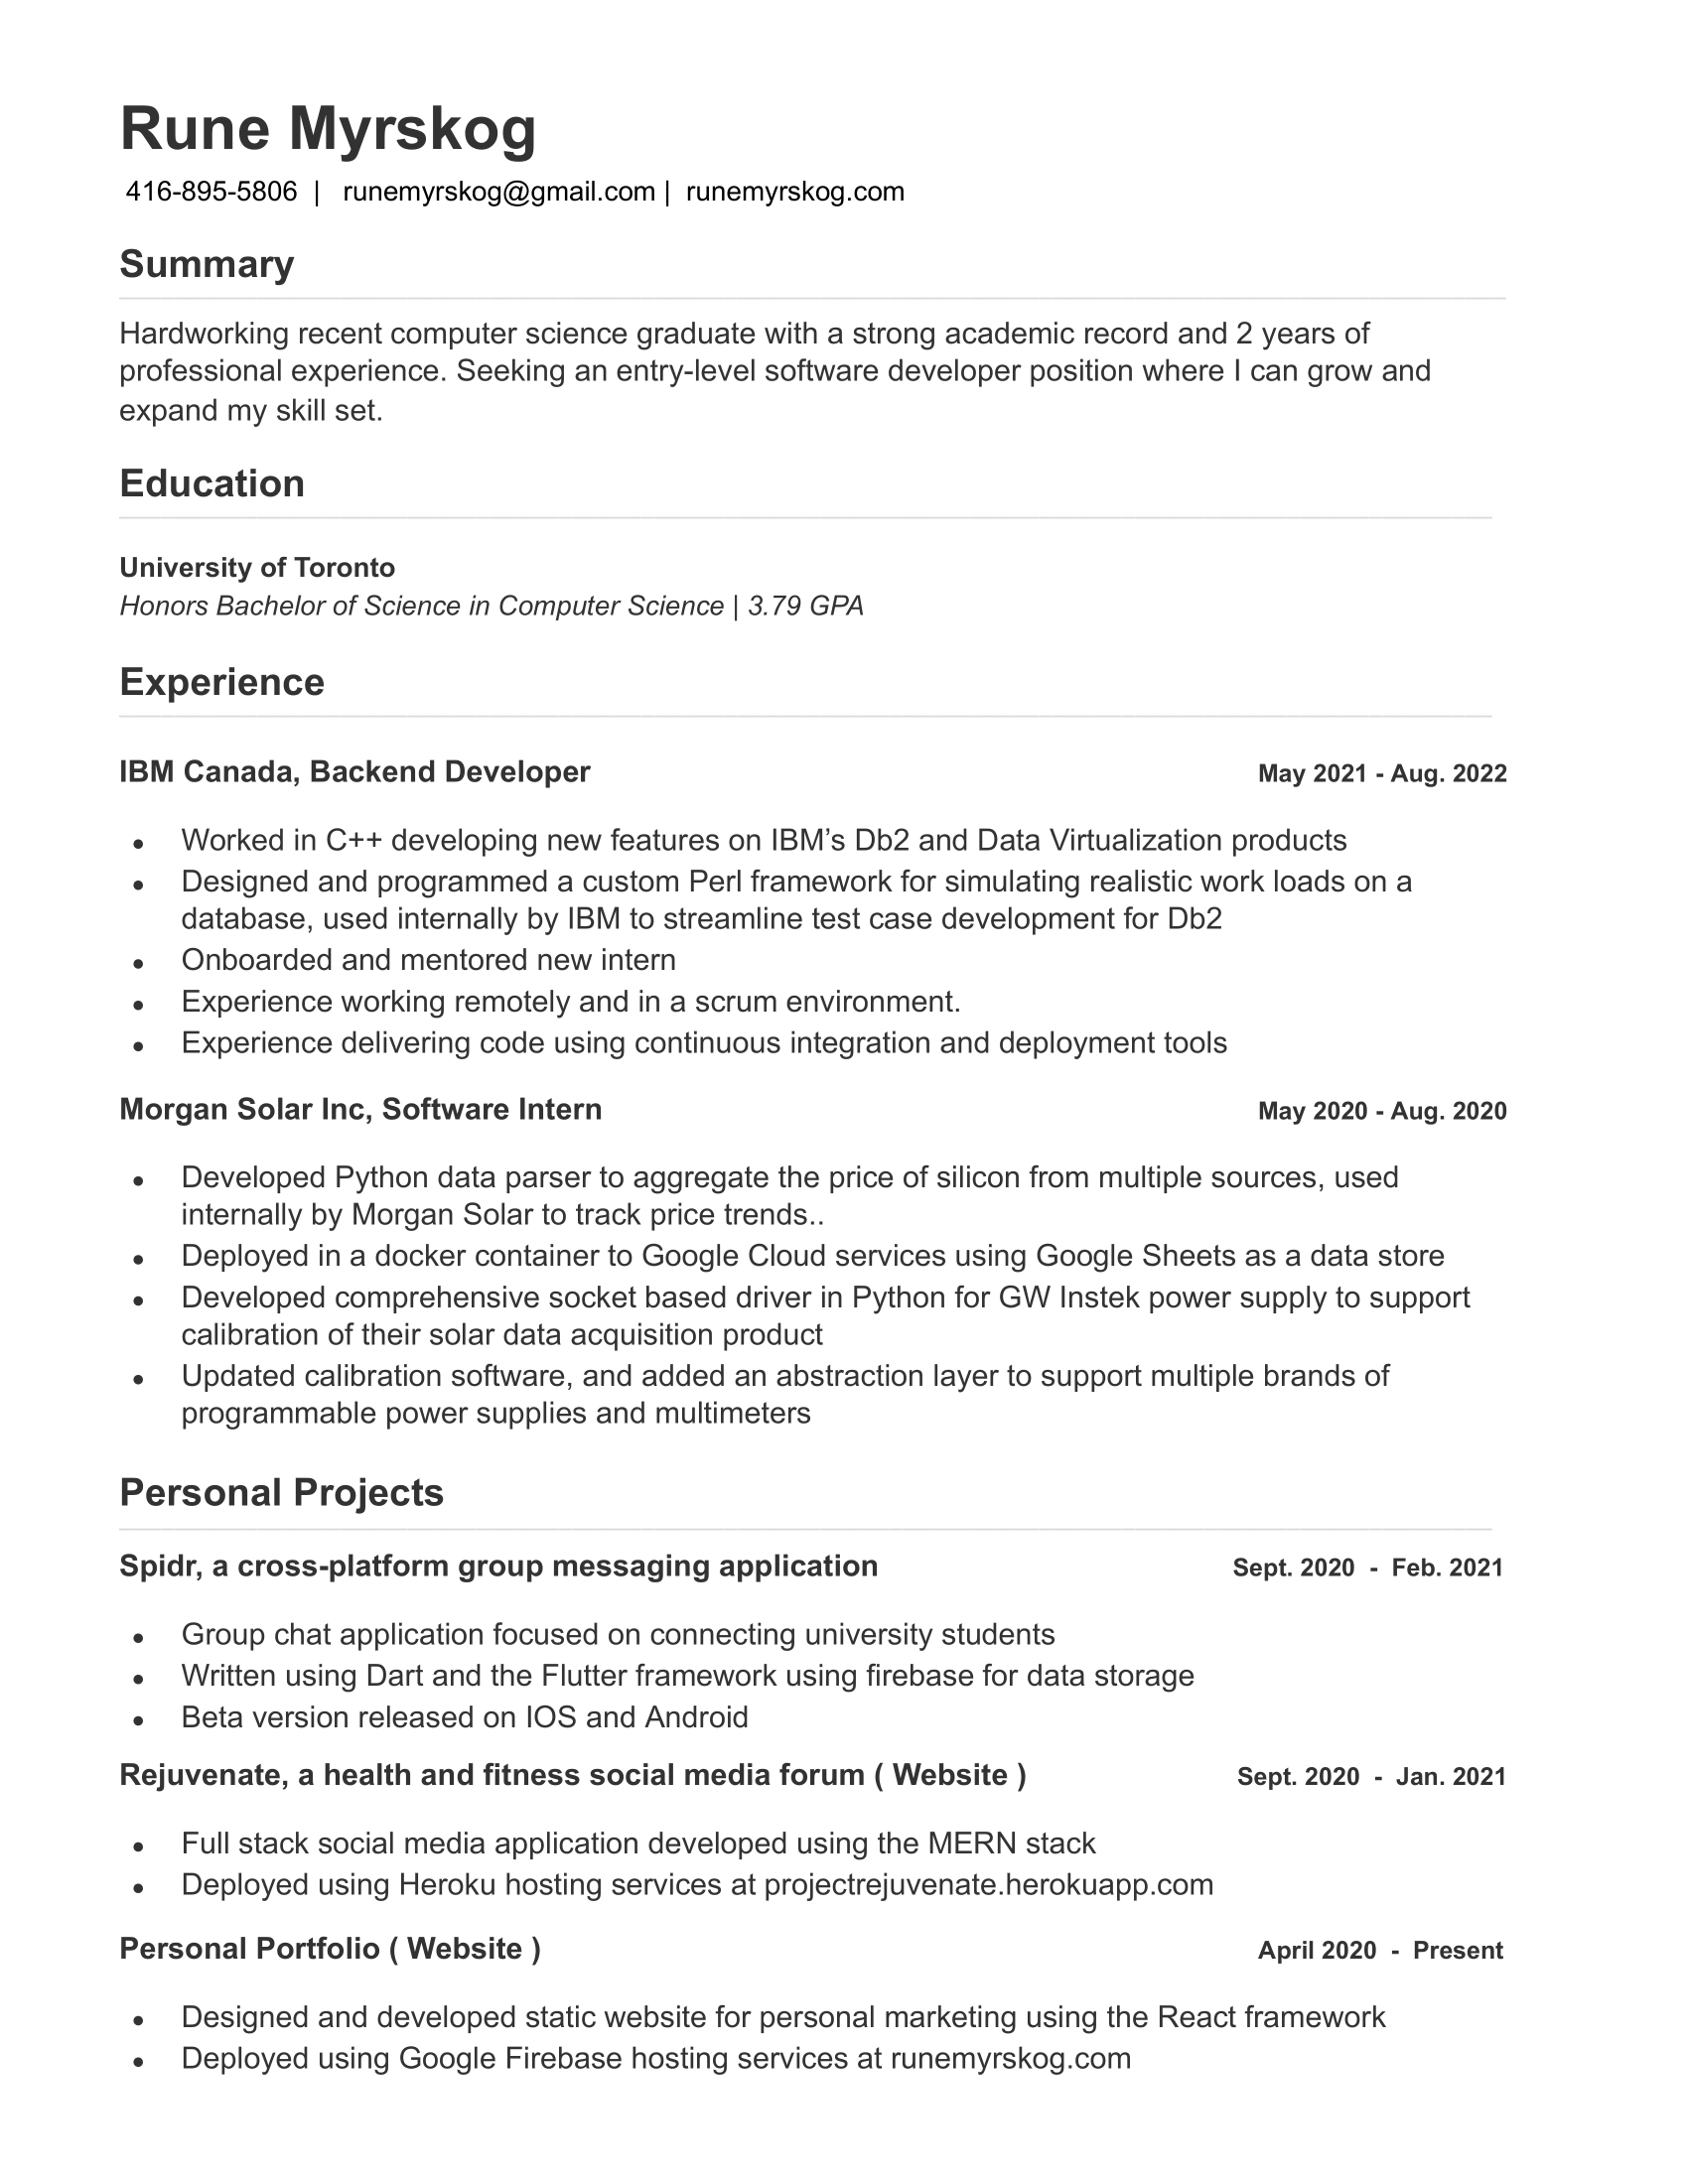 Rune Myrskog
416-895-5806 | runemyrskog@gmail.com | runemyrskog.com
Summary
Hardworking recent computer science graduate with a strong academic record and 2 years of
professional experience. Seeking an entry-level software developer position where I can grow and
expand my skill set.
Education
University of Toronto
Honors Bachelor of Science in Computer Science | 3.79 GPA
Experience
IBM Canada, Backend Developer May 2021 - Aug. 2022
● Worked in C++ developing new features on IBM’s Db2 and Data Virtualization products
● Designed and programmed a custom Perl framework for simulating realistic work loads on a
database, used internally by IBM to streamline test case development for Db2
● Onboarded and mentored new intern
● Experience working remotely and in a scrum environment.
● Experience delivering code using continuous integration and deployment tools
Morgan Solar Inc, Software Intern May 2020 - Aug. 2020
● Developed Python data parser to aggregate the price of silicon from multiple sources, used
internally by Morgan Solar to track price trends..
● Deployed in a docker container to Google Cloud services using Google Sheets as a data store
● Developed comprehensive socket based driver in Python for GW Instek power supply to support
calibration of their solar data acquisition product
● Updated calibration software, and added an abstraction layer to support multiple brands of
programmable power supplies and multimeters
Personal Projects
Spidr, a cross-platform group messaging application Sept. 2020 - Feb. 2021
● Group chat application focused on connecting university students
● Written using Dart and the Flutter framework using firebase for data storage
● Beta version released on IOS and Android
Rejuvenate, a health and fitness social media forum ( Website ) Sept. 2020 - Jan. 2021
● Full stack social media application developed using the MERN stack
● Deployed using Heroku hosting services at projectrejuvenate.herokuapp.com
Personal Portfolio ( Website ) April 2020 - Present
● Designed and developed static website for personal marketing using the React framework
● Deployed using Google Firebase hosting services at runemyrskog.com